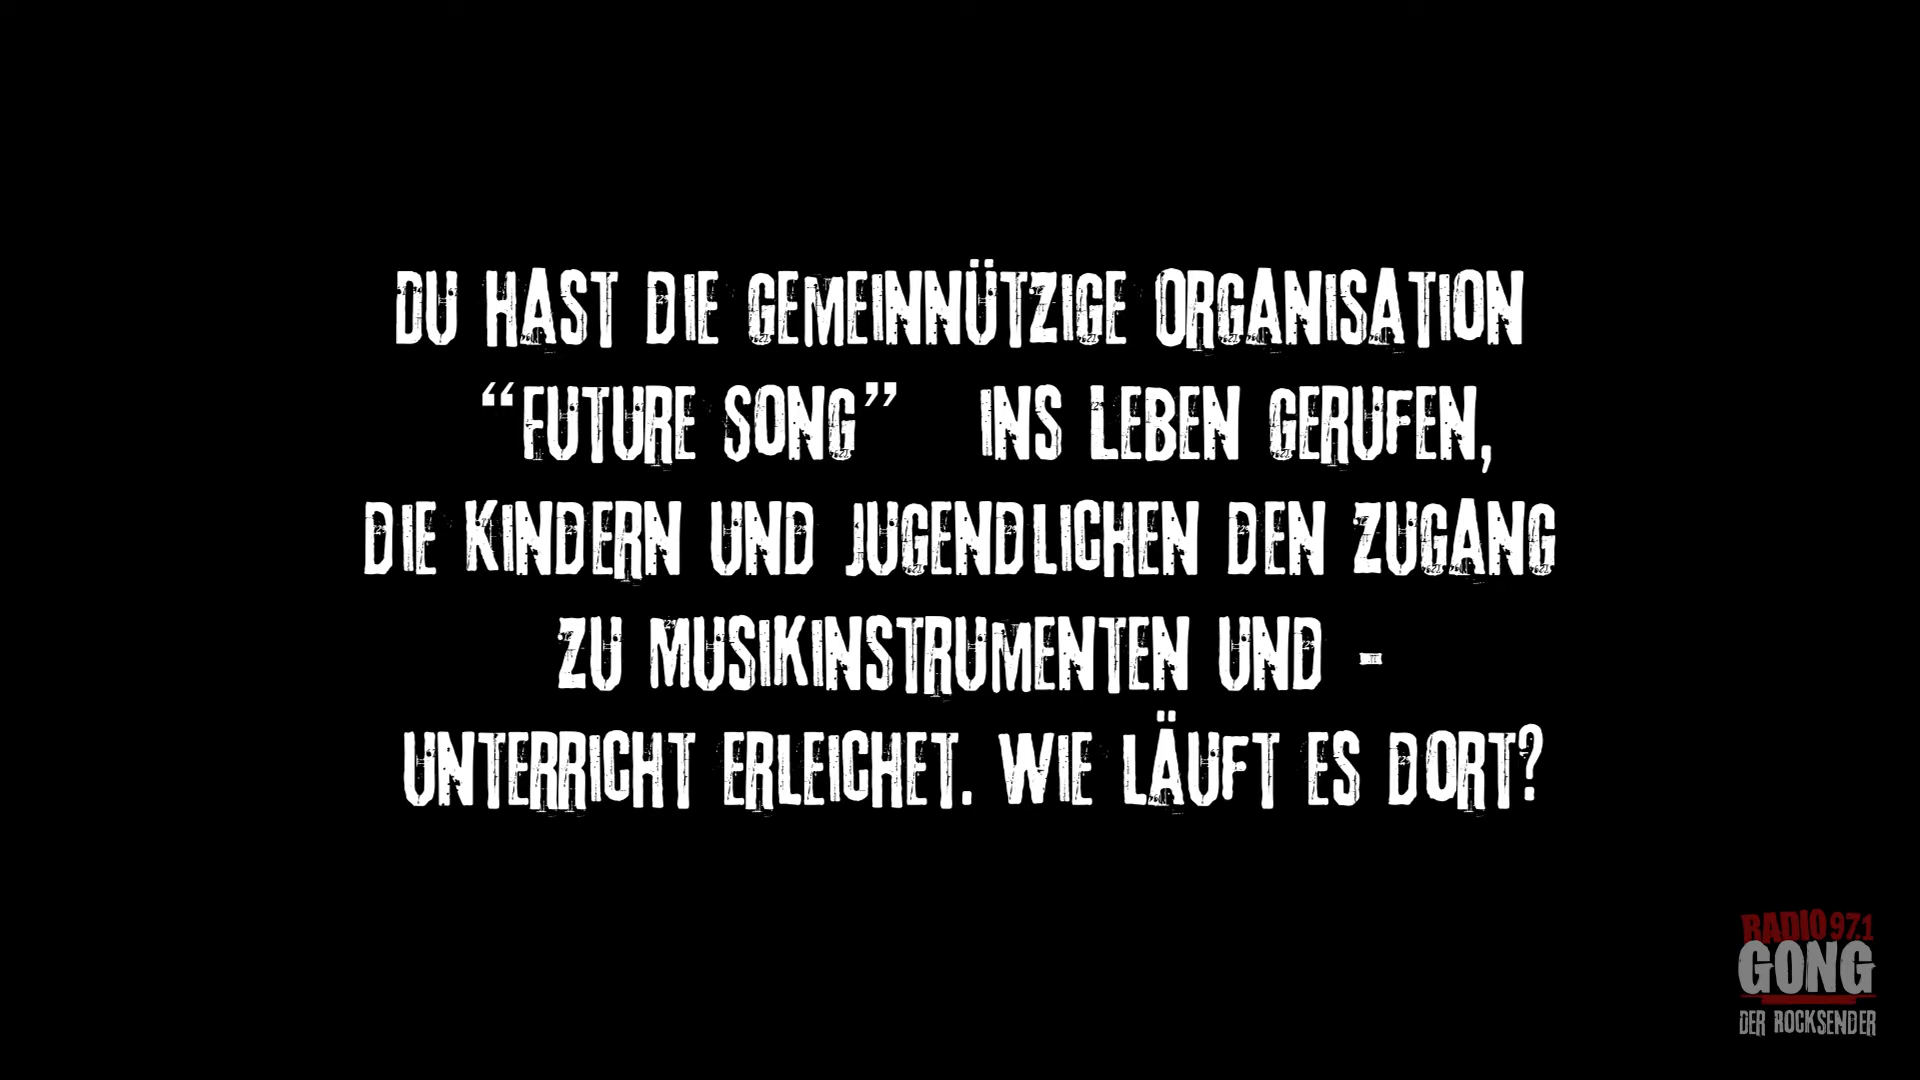 DU HAST DIE GEMEINNÜTZIGE ORGANISATION
“FUTURE SONG” INS LEBEN GERUFEN,
DIE KINDERN UND JUGENDLICHEN DEN ZUGANG
ZU MUSIKINSTRUMENTEN UND -
UNTERRICHT ERLEICHET. WIE LÄUFT ES DORT?
RADIO 97.1
GONG
DER ROCKSENDER